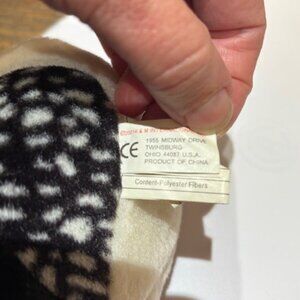 CE
1955 MIDWAY DRIVE
TWINSBURG
OHIO 44087 U.S.A.
PRODUCT OF CHINA.
Content-Polyester Fibers